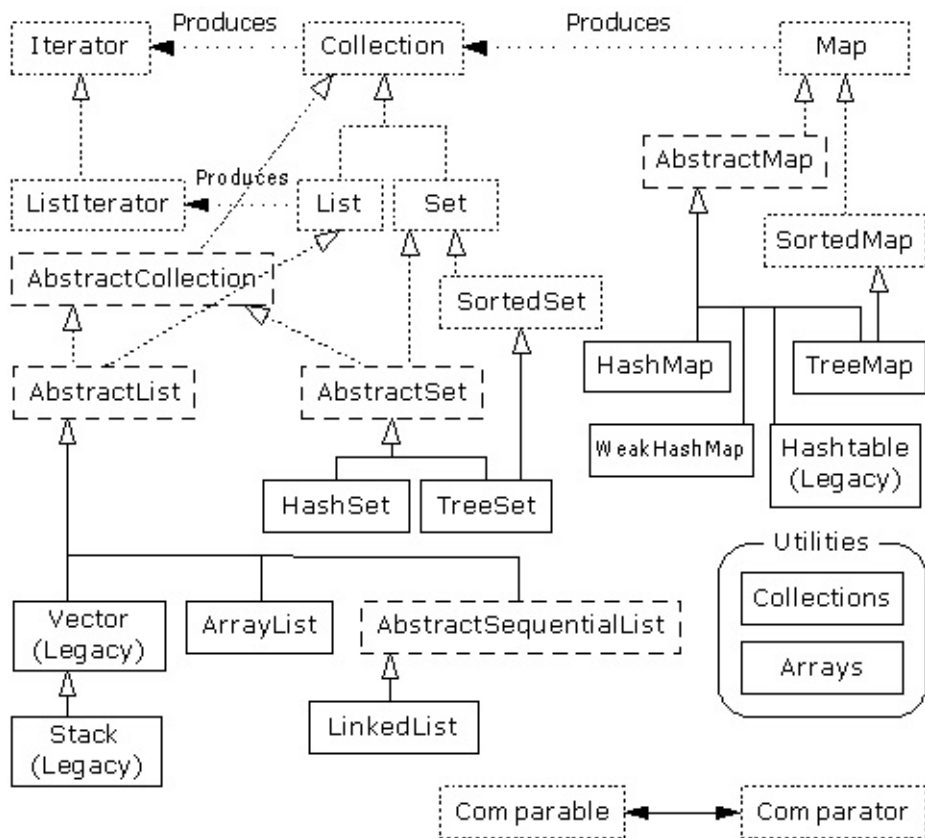 Produces
Produces
Iterator
Collection
Map
AbstractMap
Produces
ListIterator
List
Set
SortedMap
AbstractCollection
SortedSet
HashMap
TreeMap
AbstractList
AbstractSet
WeakHashMap
Hashtable
(Legacy)
HashSet
TreeSet
Utilities
Collections
Vector
(Legacy)
ArrayList
AbstractSequentialList
Arrays
Stack
(Legacy)
LinkedList
Comparable
Comparator